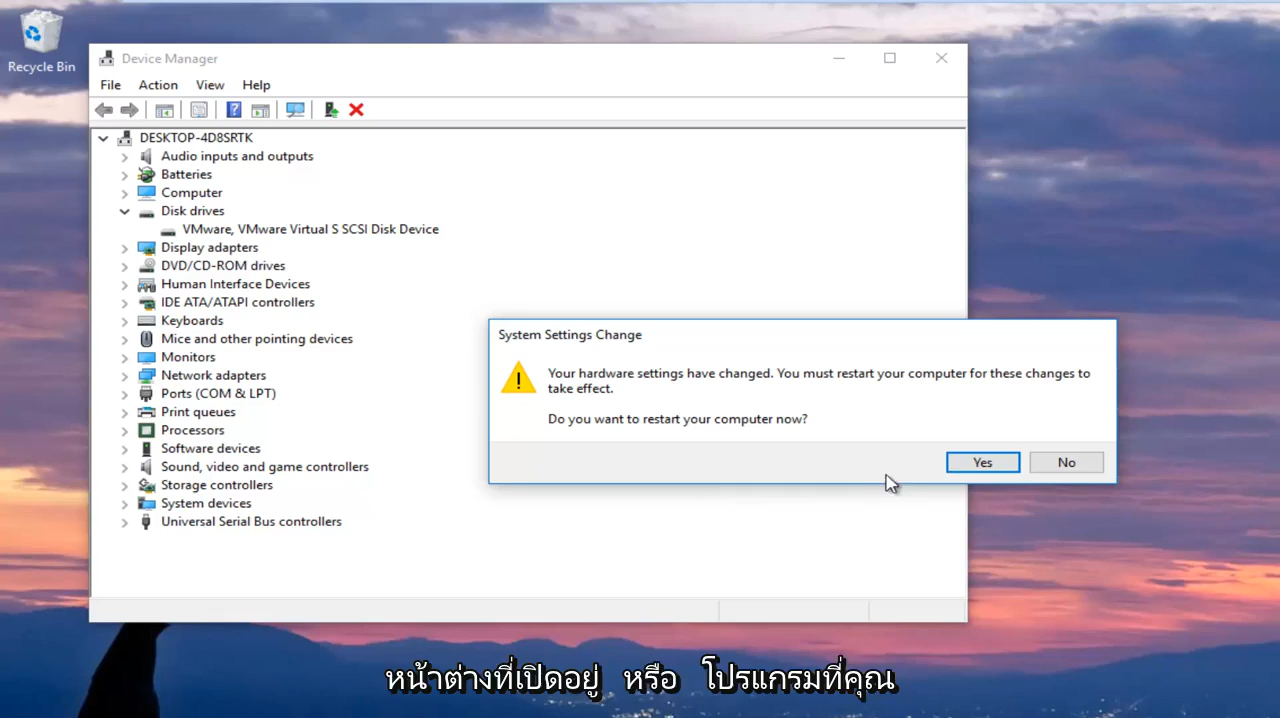 Recycle Bin
Device Manager
File Action View Help
DESKTOP-4D8SRTK
Audio inputs and outputs
Batteries
Computer
Disk drives
VMware, VMware Virtual S SCSI Disk Device
Display adapters
DVD/CD-ROM drives
Human Interface Devices
IDE ATA/ATAPI controllers
Keyboards
Mice and other pointing devices
Monitors
Network adapters
Ports (COM & LPT)
Print queues
Processors
Software devices
Sound, video and game controllers
Storage controllers
System devices
Universal Serial Bus controllers
System Settings Change
Your hardware settings have changed. You must restart your computer for these changes to
take effect.
Do you want to restart your computer now?
Yes No
หน้าต่างที่เปิดอยู่ หรือ โปรแกรมที่คุณ